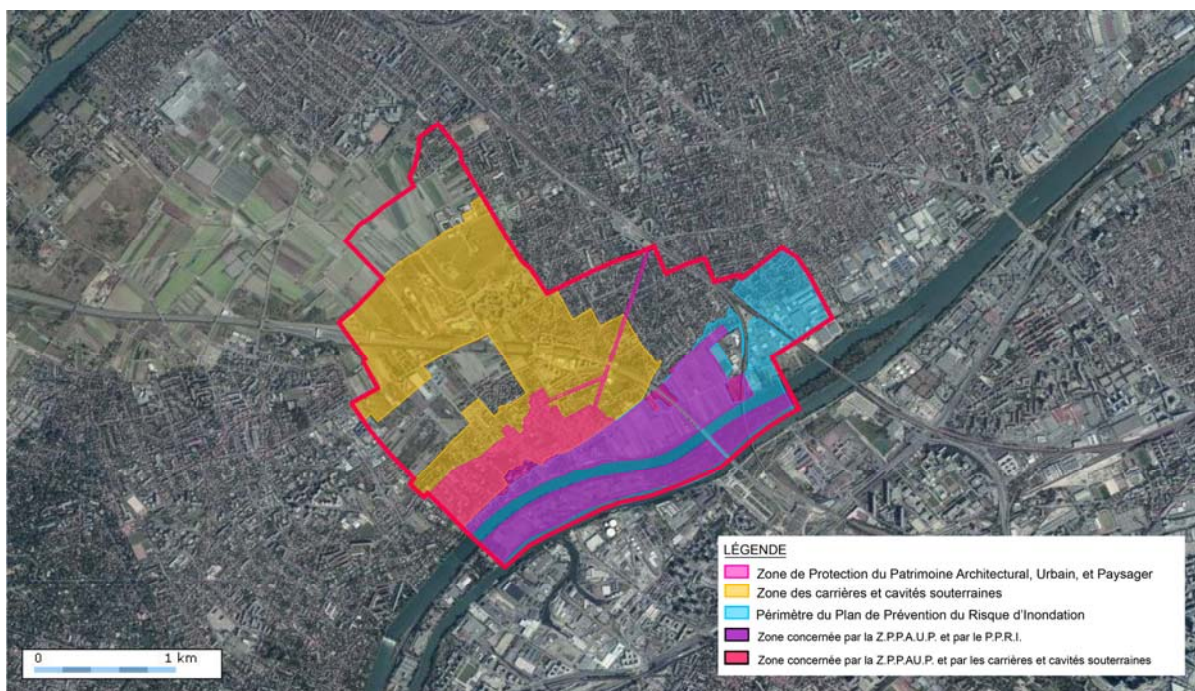 LÉGENDE
Zone de Protection du Patrimoine Architectural, Urbain, et Paysager
Zone des carrières et cavités souterraines
Périmètre du Plan de Prévention du Risque d'Inondation
Zone concernée par la Z.P.P.A.U.P. et par le P.P.R.I.
Zone concernée par la Z.P.P.AU.P. et par les carrières et cavités souterraines
0 1 km